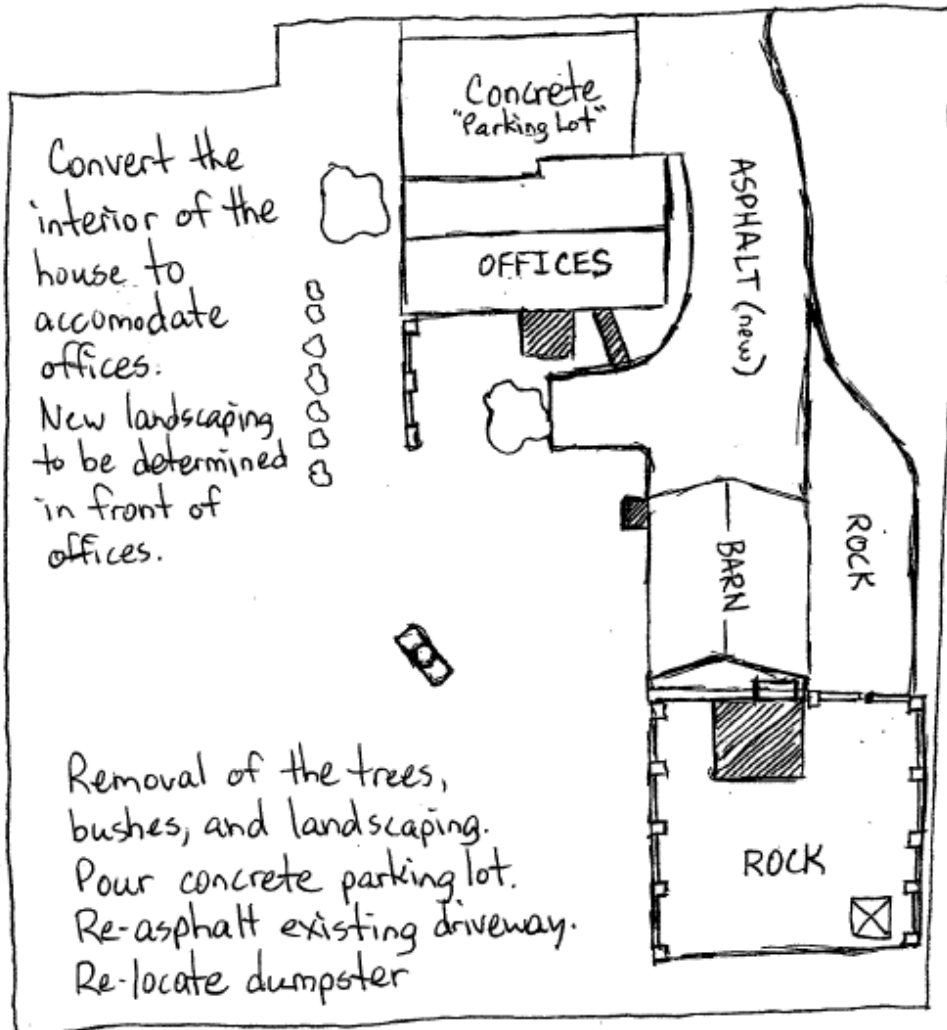 Concrete
"Parking Lot"
Convert the
interior of the
house to
accomodate
offices.
New landscaping
to be determined
in front of
offices.
OFFICES
ASPHALT (new)
BARN
ROCK
ROCK
Removal of the trees,
bushes, and landscaping.
Pour concrete parking lot.
Re-asphalt existing driveway.
Re-locate dumpster